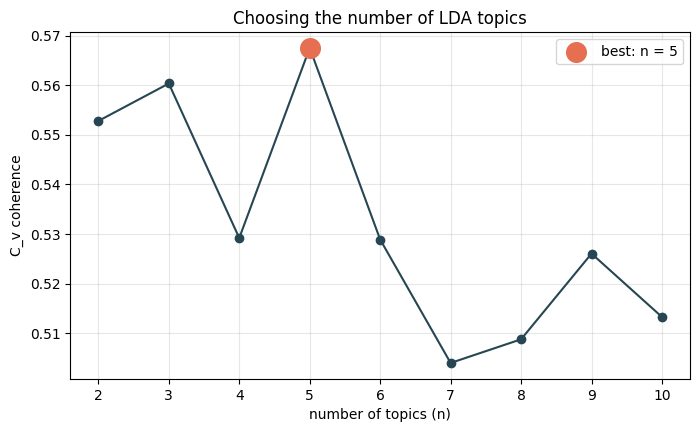 Choosing the number of LDA topics
0.57
0.56
0.55
0.54
0.53
0.52
0.51
C_v coherence
best: n = 5
2 3 4 5 6 7 8 9 10
number of topics (n)